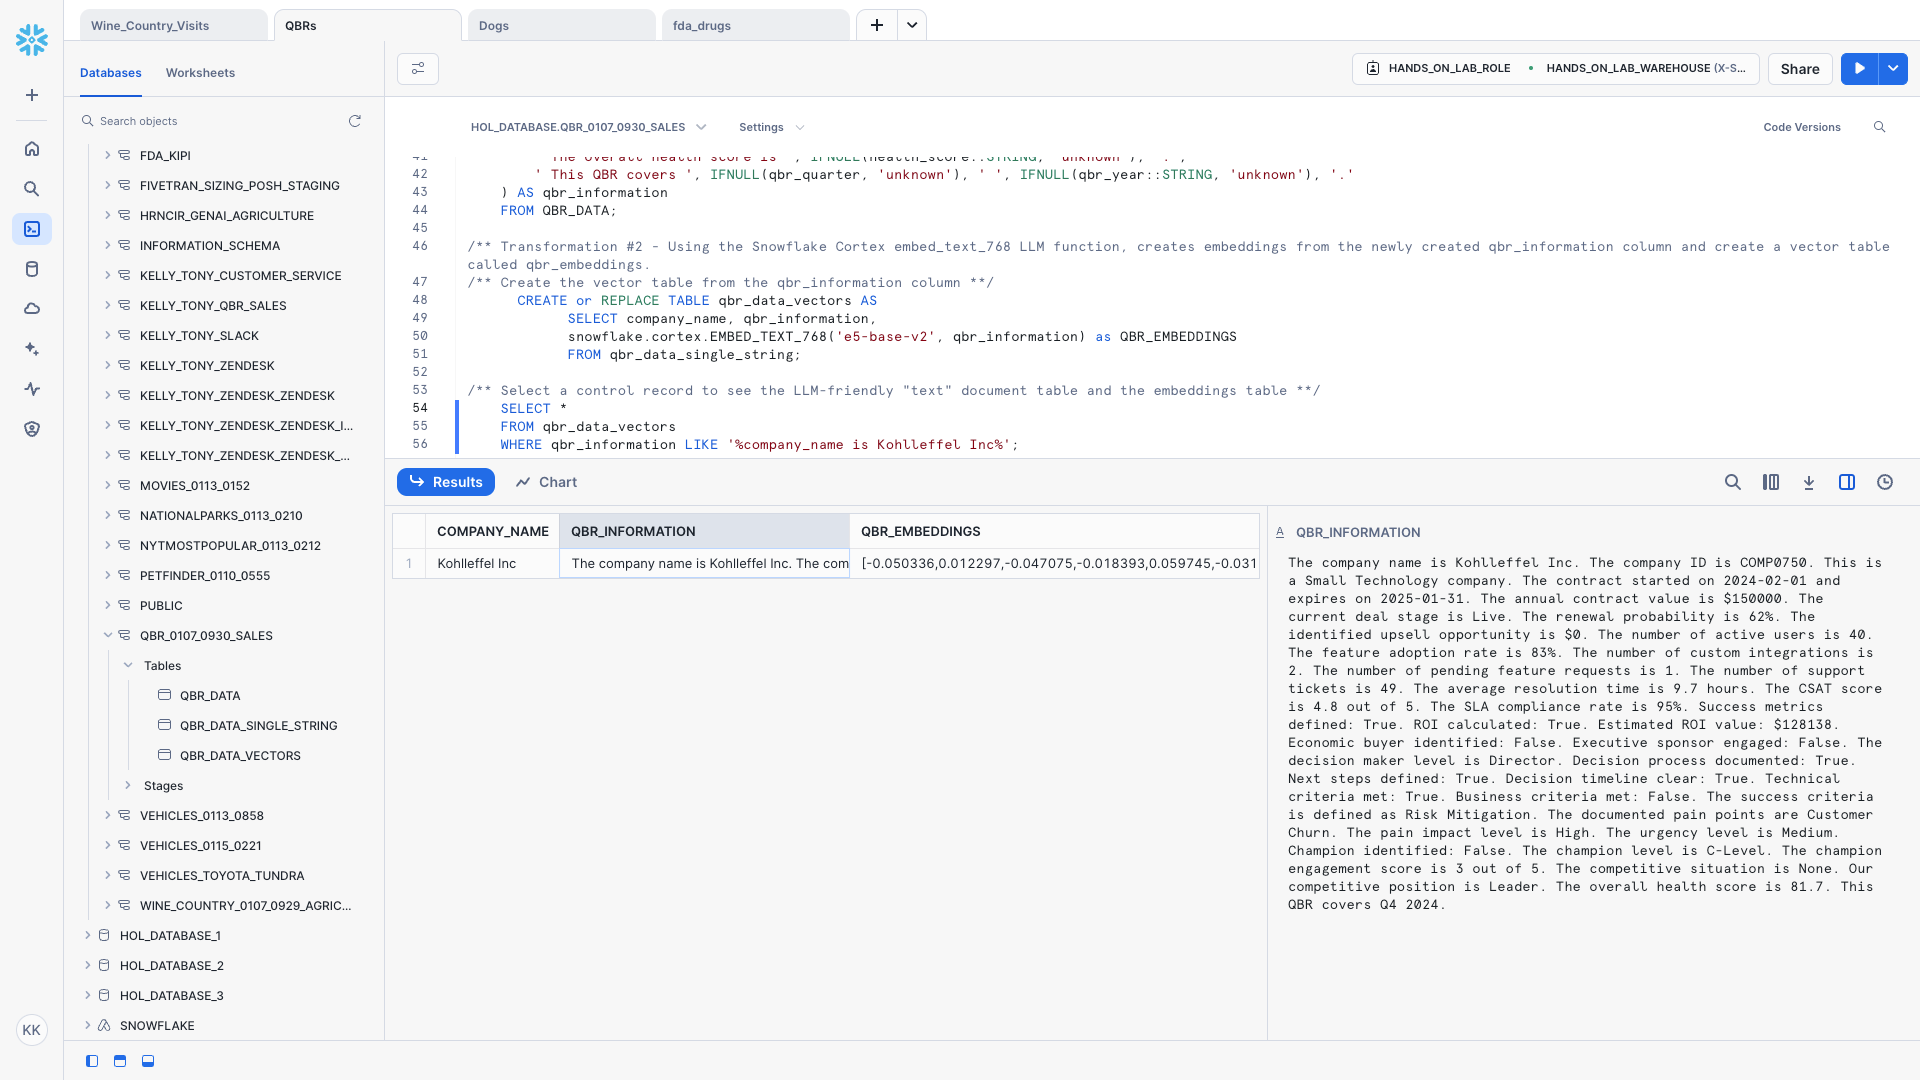 Wine_Country_Visits
QBRs
Dogs
fda_drugs
Databases
Worksheets
HANDS_ON_LAB_ROLE
HANDS_ON_LAB_WAREHOUSE (X-S...
Share
Search objects
FDA_KIPI
FIVETRAN_SIZING_POSH_STAGING
HRNCIR_GENAI_AGRICULTURE
INFORMATION_SCHEMA
KELLY_TONY_CUSTOMER_SERVICE
KELLY_TONY_QBR_SALES
KELLY_TONY_SLACK
KELLY_TONY_ZENDESK
KELLY_TONY_ZENDESK_ZENDESK
KELLY_TONY_ZENDESK_ZENDESK_I...
KELLY_TONY_ZENDESK_ZENDESK_...
MOVIES_0113_0152
NATIONALPARKS_0113_0210
NYTMOSTPOPULAR_0113_0212
PETFINDER_0110_0555
PUBLIC
QBR_0107_0930_SALES
Tables
QBR_DATA
QBR_DATA_SINGLE_STRING
QBR_DATA_VECTORS
Stages
VEHICLES_0113_0858
VEHICLES_0115_0221
VEHICLES_TOYOTA_TUNDRA
WINE_COUNTRY_0107_0929_AGRIC...
HOL_DATABASE_1
HOL_DATABASE_2
HOL_DATABASE_3
SNOWFLAKE
KK
HOL_DATABASE.QBR_0107_0930_SALES
Settings
Code Versions
41 ' The overall health score is ', IFNULL(health_score::STRING, 'unknown'), '.',
42 ' This QBR covers ', IFNULL(qbr_quarter, 'unknown'), ' ', IFNULL(qbr_year::STRING, 'unknown'), '.'
43 ) AS qbr_information
44 FROM QBR_DATA;
45
46 /** Transformation #2 - Using the Snowflake Cortex embed_text_768 LLM function, creates embeddings from the newly created qbr_information column and create a vector table
called qbr_embeddings.
47 /** Create the vector table from the qbr_information column **/
48 CREATE or REPLACE TABLE qbr_data_vectors AS
49 SELECT company_name, qbr_information,
50 snowflake.cortex.EMBED_TEXT_768('e5-base-v2', qbr_information) as QBR_EMBEDDINGS
51 FROM qbr_data_single_string;
52
53 /** Select a control record to see the LLM-friendly "text" document table and the embeddings table **/
54 SELECT *
55 FROM qbr_data_vectors
56 WHERE qbr_information LIKE '%company_name is Kohlleffel Inc%';
Results
Chart
COMPANY_NAME
QBR_INFORMATION
QBR_EMBEDDINGS
1
Kohlleffel Inc
The company name is Kohlleffel Inc. The com
[-0.050336,0.012297,-0.047075,-0.018393,0.059745,-0.031
A QBR_INFORMATION
The company name is Kohlleffel Inc. The company ID is COMP0750. This is
a Small Technology company. The contract started on 2024-02-01 and
expires on 2025-01-31. The annual contract value is $150000. The
current deal stage is Live. The renewal probability is 62%. The
identified upsell opportunity is $0. The number of active users is 40.
The feature adoption rate is 83%. The number of custom integrations is
2. The number of pending feature requests is 1. The number of support
tickets is 49. The average resolution time is 9.7 hours. The CSAT score
is 4.8 out of 5. The SLA compliance rate is 95%. Success metrics
defined: True. ROI calculated: True. Estimated ROI value: $128138.
Economic buyer identified: False. Executive sponsor engaged: False. The
decision maker level is Director. Decision process documented: True.
Next steps defined: True. Decision timeline clear: True. Technical
criteria met: True. Business criteria met: False. The success criteria
is defined as Risk Mitigation. The documented pain points are Customer
Churn. The pain impact level is High. The urgency level is Medium.
Champion identified: False. The champion level is C-Level. The champion
engagement score is 3 out of 5. The competitive situation is None. Our
competitive position is Leader. The overall health score is 81.7. This
QBR covers Q4 2024.